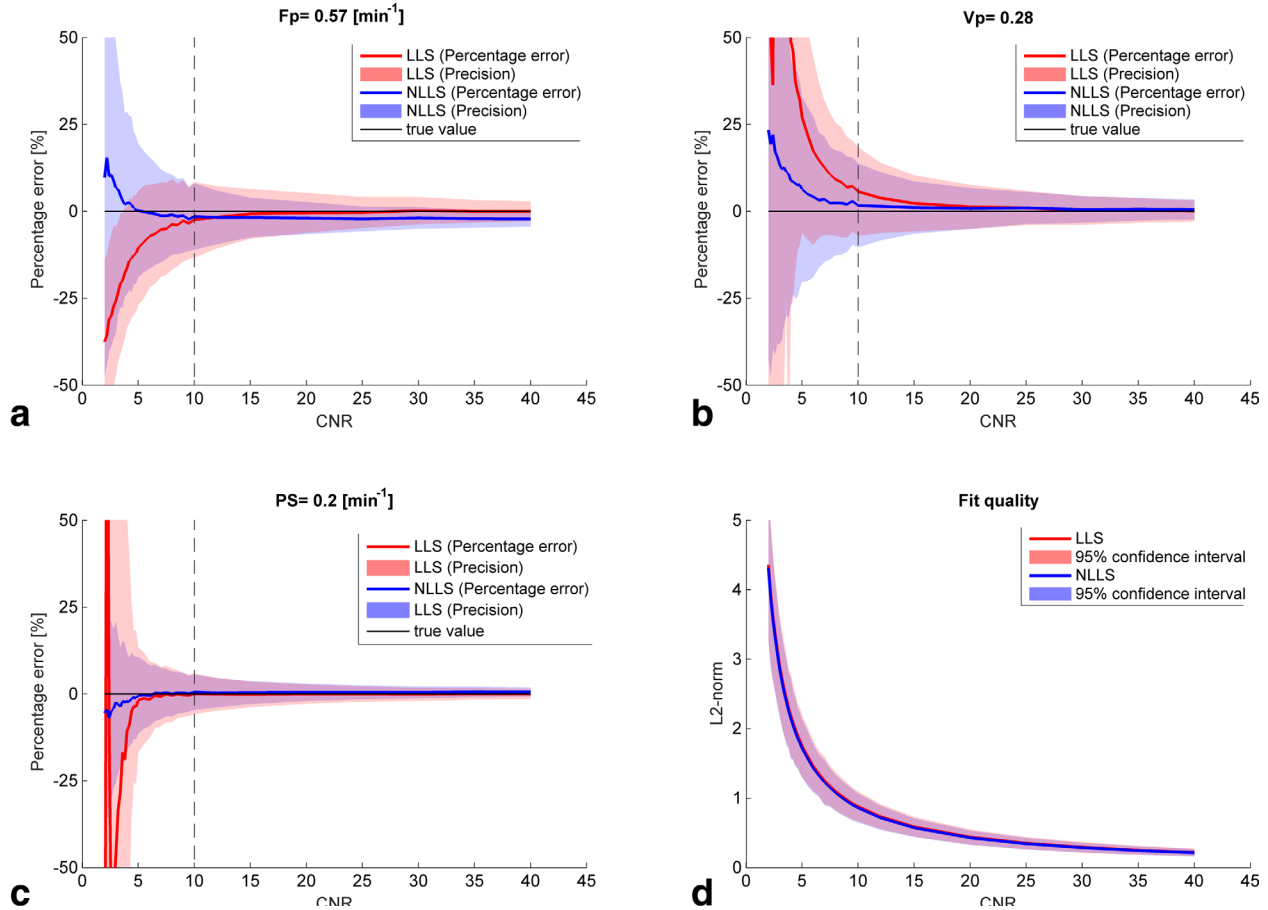 Fp= 0.57 [min-1]
50
25
0
-25
-50
Percentage error [%]
LLS (Percentage error)
LLS (Precision)
NLLS (Percentage error)
NLLS (Precision)
true value
0 5 10 15 20 25 30 35 40 45
CNR
a
Vp= 0.28
50
25
0
-25
-50
Percentage error [%]
LLS (Percentage error)
LLS (Precision)
NLLS (Percentage error)
NLLS (Precision)
true value
0 5 10 15 20 25 30 35 40 45
CNR
b
PS= 0.2 [min-1]
50
25
0
-25
-50
Percentage error [%]
LLS (Percentage error)
LLS (Precision)
NLLS (Percentage error)
LLS (Precision)
true value
0 5 10 15 20 25 30 35 40 45
CNR
c
Fit quality
5
4
3
2
1
0
L2-norm
LLS
95% confidence interval
NLLS
95% confidence interval
0 5 10 15 20 25 30 35 40 45
CNR
d